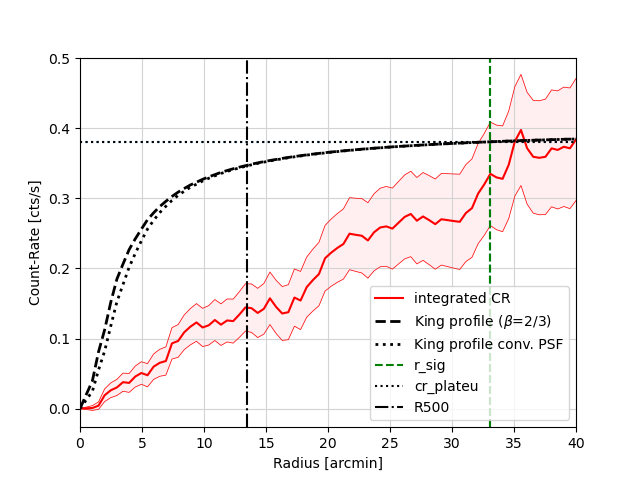 0.5
0.4
0.3
0.2
0.1
0.0
Count-Rate [cts/s]
integrated CR
King profile (β=2/3)
King profile conv. PSF
r_sig
cr_plateu
R500
0 5 10 15 20 25 30 35 40
Radius [arcmin]